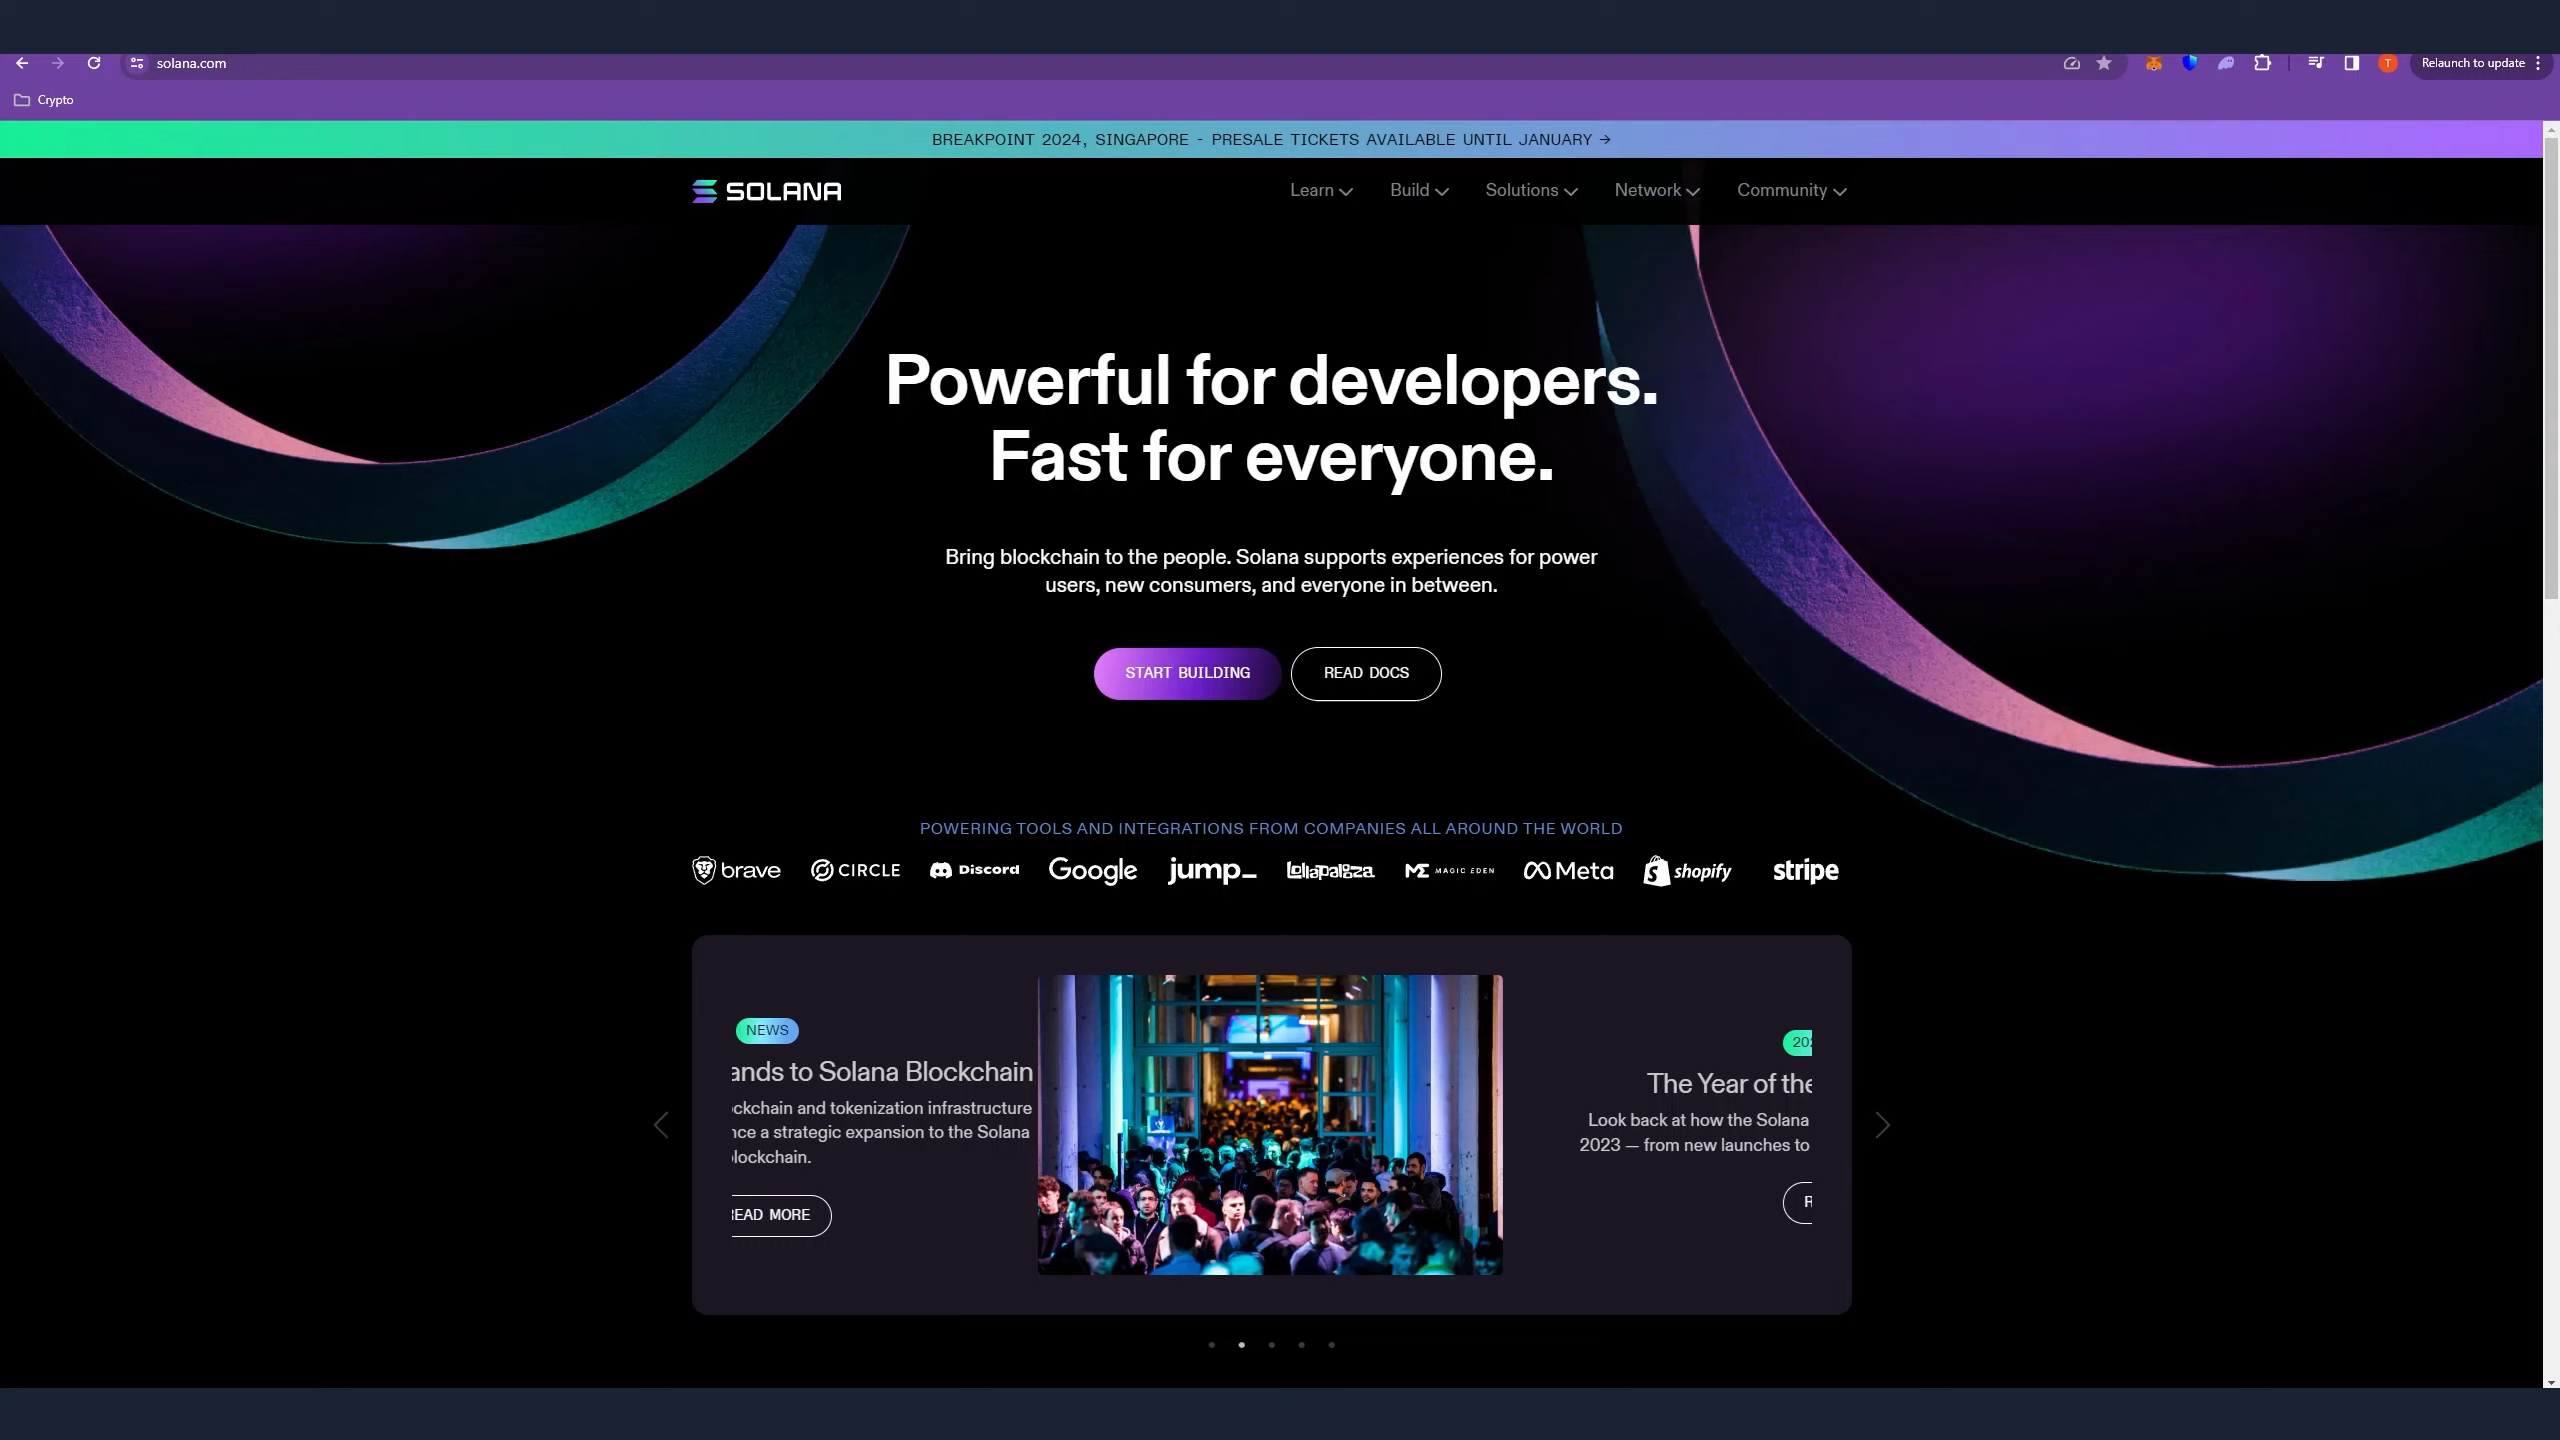 solana.com
Relaunch to update
T
Crypto
BREAKPOINT 2024, SINGAPORE - PRESALE TICKETS AVAILABLE UNTIL JANUARY →
SOLANA
Learn
Build
Solutions
Network
Community
Powerful for developers.
Fast for everyone.
Bring blockchain to the people. Solana supports experiences for power
users, new consumers, and everyone in between.
START BUILDING
READ DOCS
POWERING TOOLS AND INTEGRATIONS FROM COMPANIES ALL AROUND THE WORLD
brave
CIRCLE
Discord
Google
jump_
Lollapalooza
ME MAGIC EDEN
Meta
shopify
stripe
NEWS
ands to Solana Blockchain
ckchain and tokenization infrastructure
nce a strategic expansion to the Solana
lockchain.
READ MORE
202
The Year of the
Look back at how the Solana
2023 — from new launches to
R